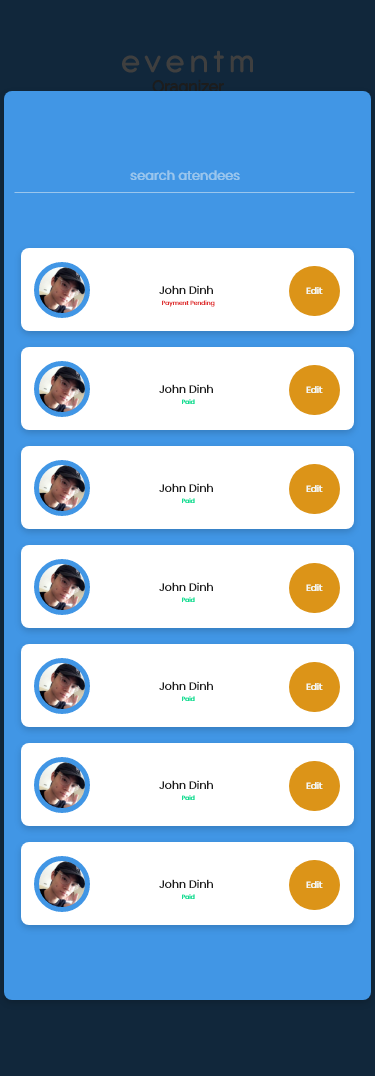 eventm
Organizer
search atendees
John Dinh
Payment Pending
Edit
John Dinh
Paid
Edit
John Dinh
Paid
Edit
John Dinh
Paid
Edit
John Dinh
Paid
Edit
John Dinh
Paid
Edit
John Dinh
Paid
Edit